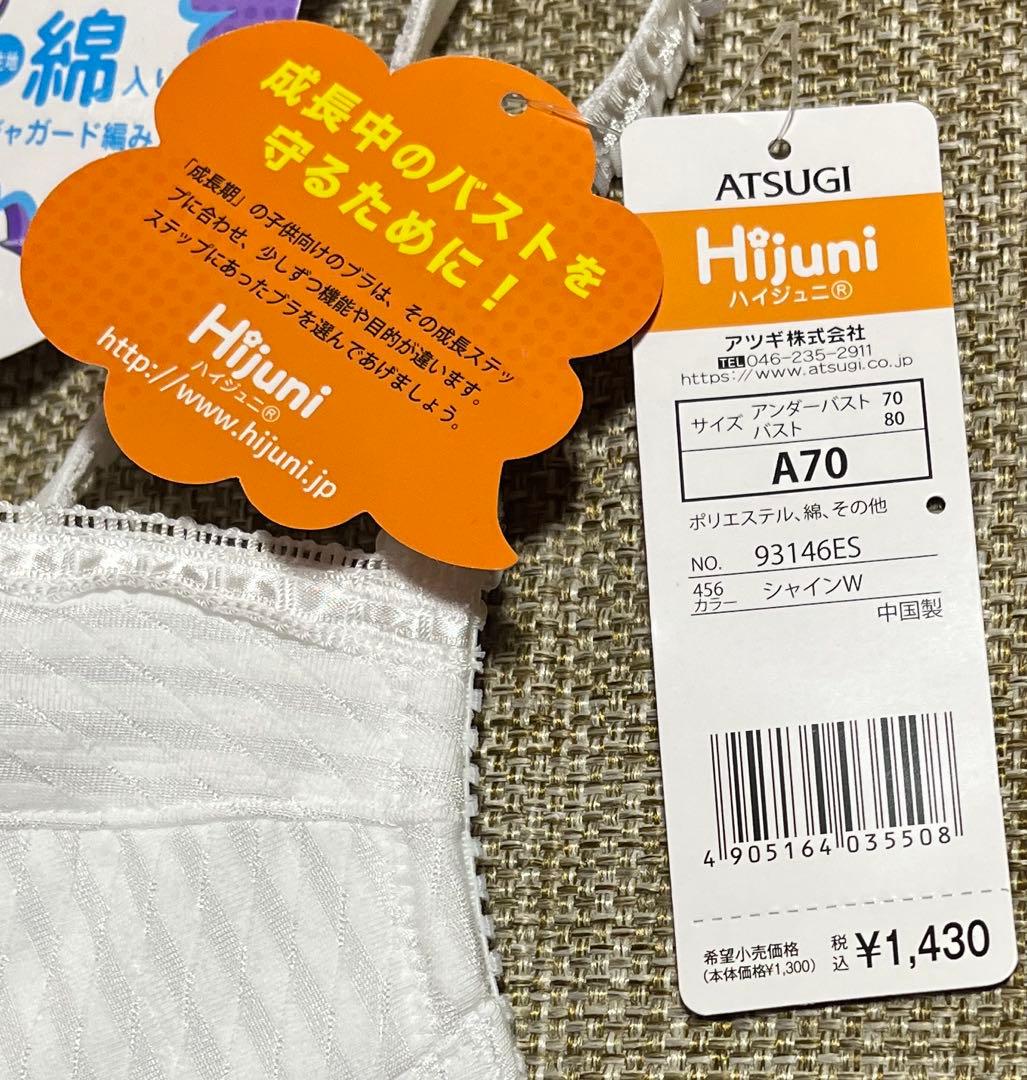 綿入り
ャガード編み
成長中のバストを
守るために！
「成長期」の子供向けのブラは、その成長ステッ
プに合わせ、少しずつ機能や目的が違います。
ステップにあったブラを選んであげましょう。
Hijuni
ハイジュニ®
http://www.hijuni.jp
ATSUGI
Hijuni
ハイジュニ®
アツギ株式会社
TEL046-235-2911
https://www.atsugi.co.jp
サイズ アンダーバスト 70
バスト 80
A70
ポリエステル、綿、その他
NO. 93146ES
456
カラー シャインW
中国製
4 905164 035508
希望小売価格 税込 ¥1,430
(本体価格¥1,300)